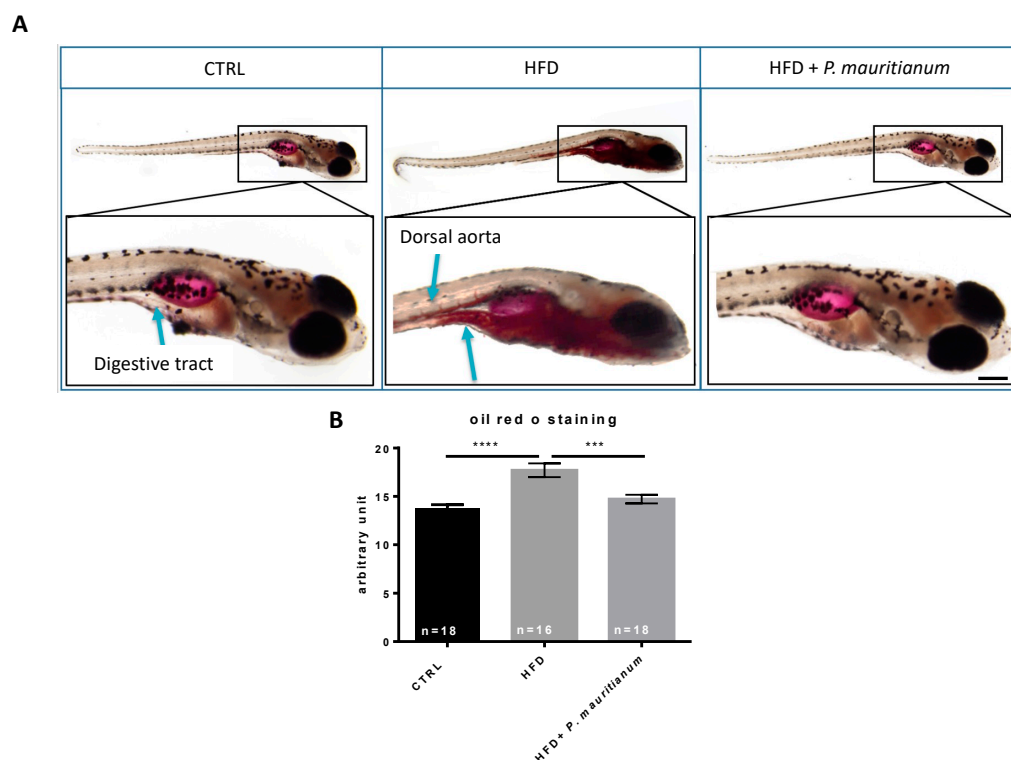 A
CTRL
HFD
HFD + P. mauritianum
Dorsal aorta
Digestive tract
B
oil red o staining
**** ***
20
15
10
5
0
arbitrary unit
n=18 n=16 n=18
CTRL
HFD
HFD+ P. mauritianum